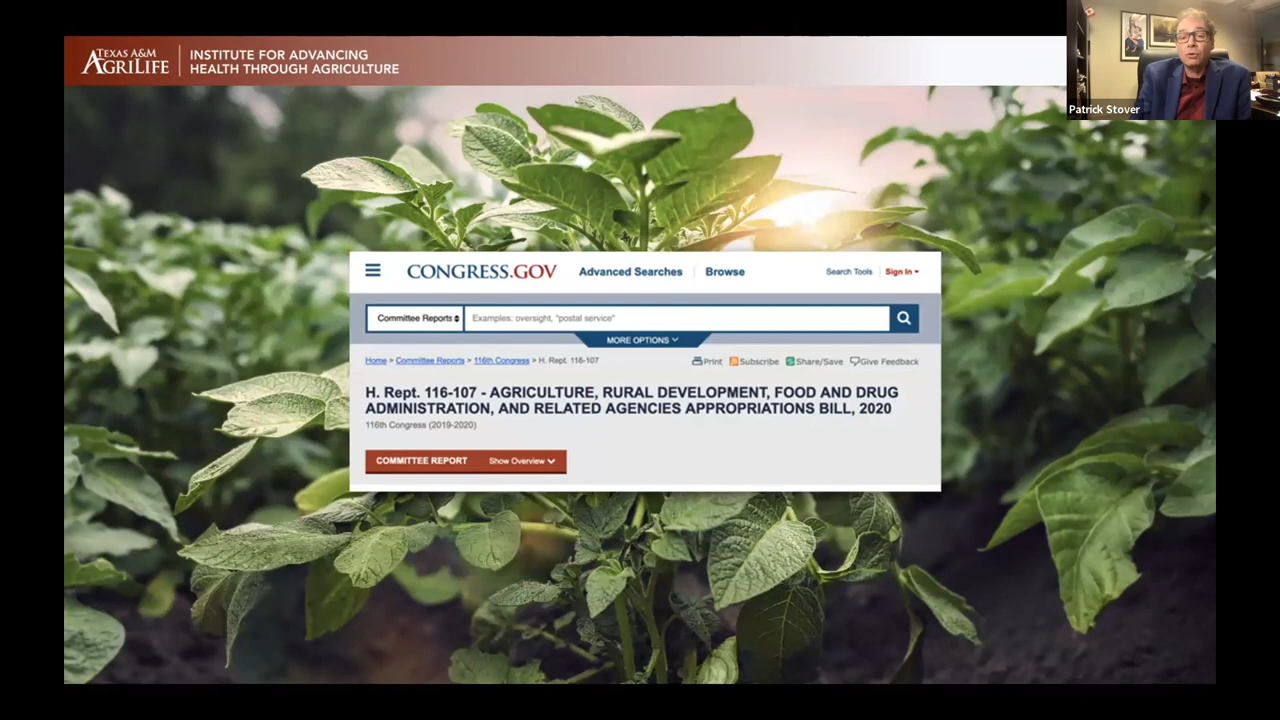 TEXAS A&M
AGRILIFE
INSTITUTE FOR ADVANCING
HEALTH THROUGH AGRICULTURE
Patrick Stover
CONGRESS.GOV
Advanced Searches
Browse
Search Tools
Sign In
Committee Reports
Examples: oversight, "postal service"
MORE OPTIONS
Home > Committee Reports > 116th Congress > H. Rept. 116-107
Print
Subscribe
Share/Save
Give Feedback
H. Rept. 116-107 - AGRICULTURE, RURAL DEVELOPMENT, FOOD AND DRUG
ADMINISTRATION, AND RELATED AGENCIES APPROPRIATIONS BILL, 2020
116th Congress (2019-2020)
COMMITTEE REPORT
Show Overview